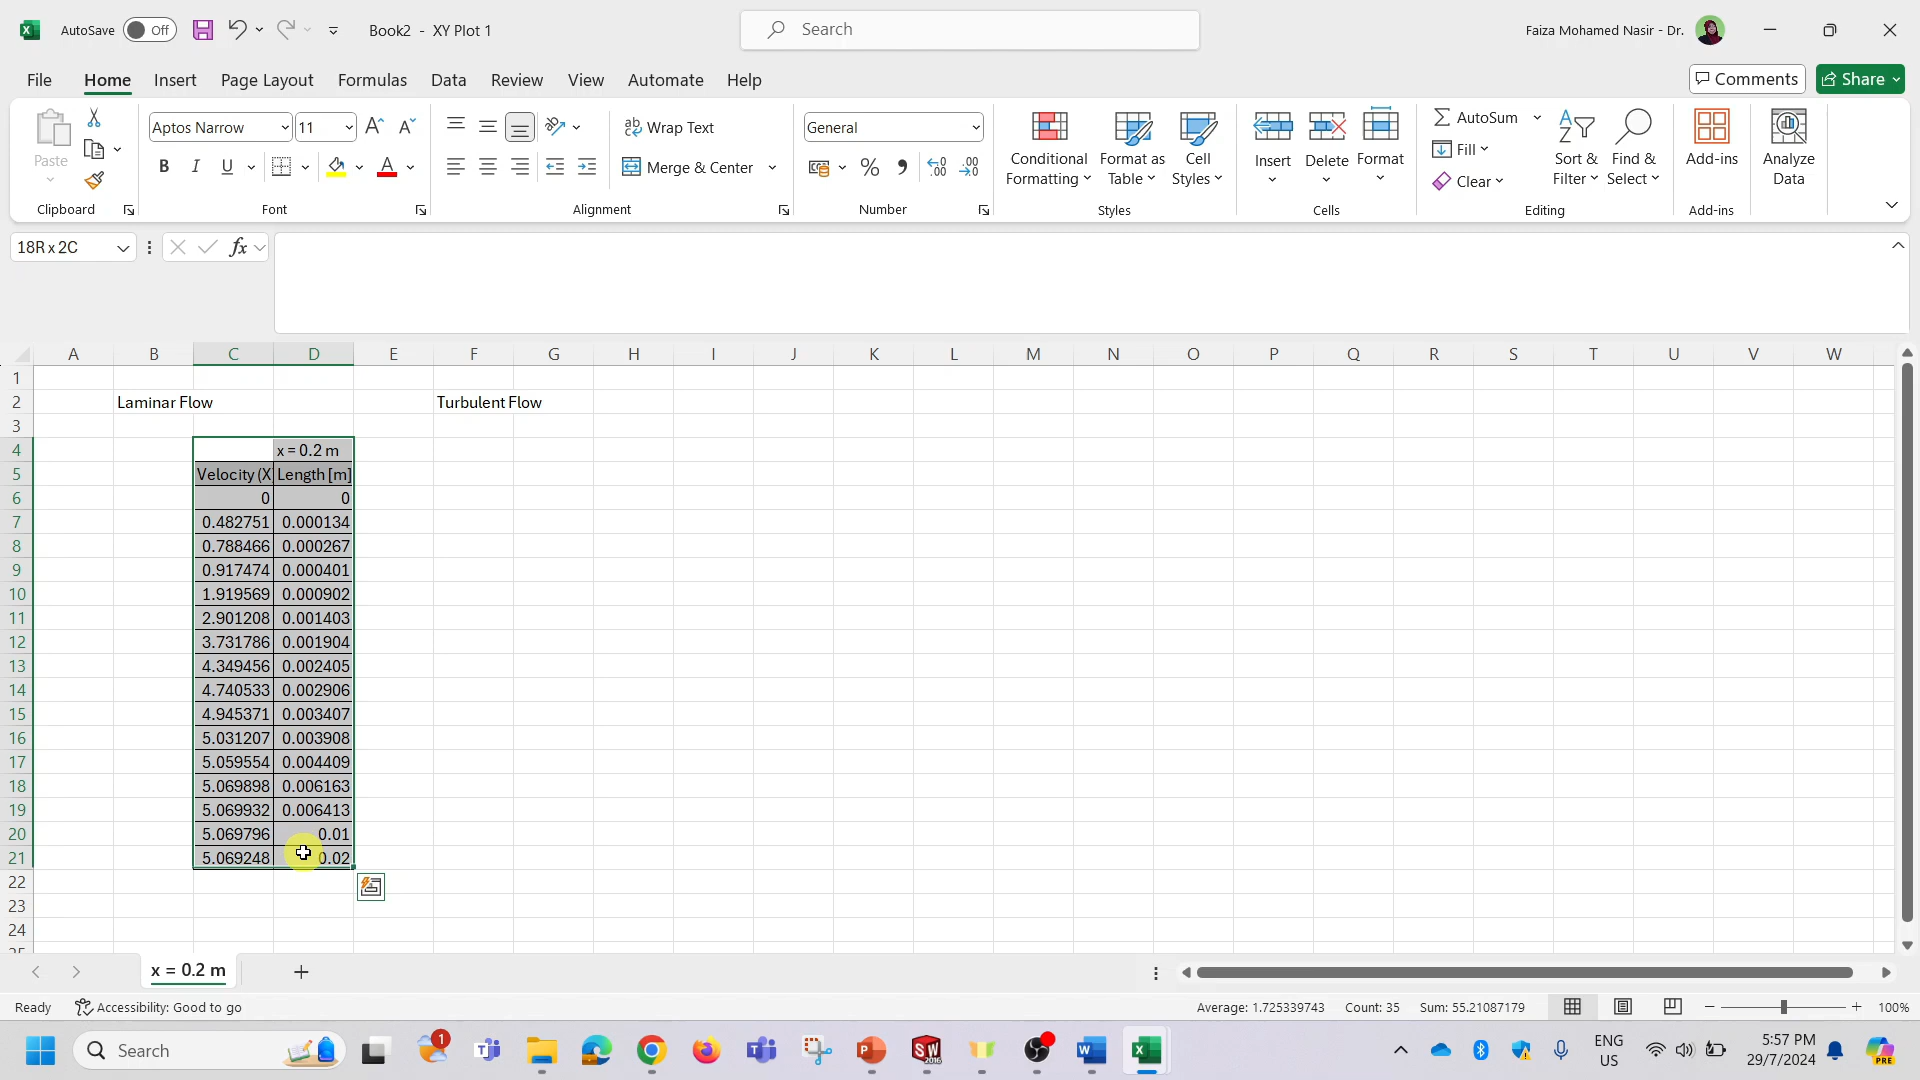 AutoSave Off Book2 - XY Plot 1 Search Faiza Mohamed Nasir - Dr.
File Home Insert Page Layout Formulas Data Review View Automate Help Comments Share
Paste Aptos Narrow 11 Wrap Text General Conditional Formatting Format as Table Cell Styles Insert Delete Format AutoSum Sort & Filter Find & Select Add-ins Analyze Data
B I U Merge & Center % Fill
Clear
Clipboard Font Alignment Number Styles Cells Editing Add-ins
18R x 2C fx
A B C D E F G H I J K L M N O P Q R S T U V W
1
2 Laminar Flow Turbulent Flow
3
4 x = 0.2 m
5 Velocity (X Length [m]
6 0 0
7 0.482751 0.000134
8 0.788466 0.000267
9 0.917474 0.000401
10 1.919569 0.000902
11 2.901208 0.001403
12 3.731786 0.001904
13 4.349456 0.002405
14 4.740533 0.002906
15 4.945371 0.003407
16 5.031207 0.003908
17 5.059554 0.004409
18 5.069898 0.006163
19 5.069932 0.006413
20 5.069796 0.01
21 5.069248 0.02
22
23
24
25
x = 0.2 m
Ready Accessibility: Good to go Average: 1.725339743 Count: 35 Sum: 55.21087179 100%
Search 1 ENG 5:57 PM
US 29/7/2024